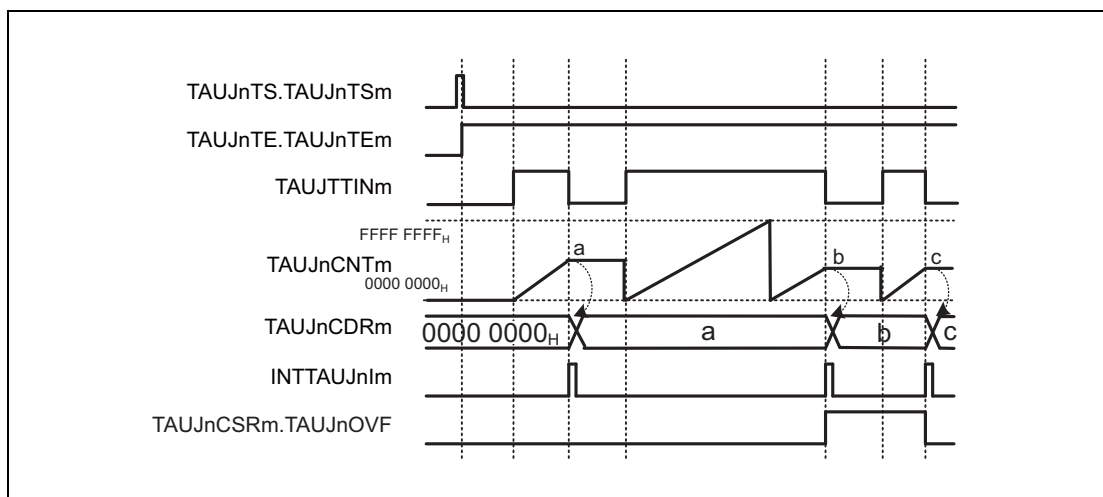 TAUJnTS.TAUJnTSm
TAUJnTE.TAUJnTEm
TAUJTTINm
FFFF FFFFH
TAUJnCNTm
0000 0000H
a
b
c
TAUJnCDRm
0000 0000H
a
b
c
INTTAUJnIm
TAUJnCSRm.TAUJnOVF